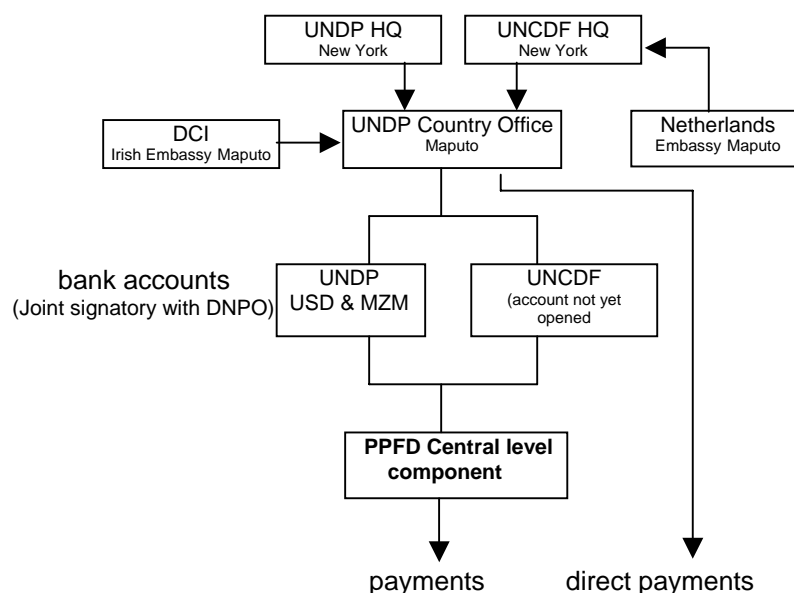 UNDP HQ
New York
UNCDF HQ
New York
DCI
Irish Embassy Maputo
UNDP Country Office
Maputo
Netherlands
Embassy Maputo
bank accounts
(Joint signatory with DNPO)
UNDP
USD & MZM
UNCDF
(account not yet
opened
PPFD Central level
component
payments
direct payments